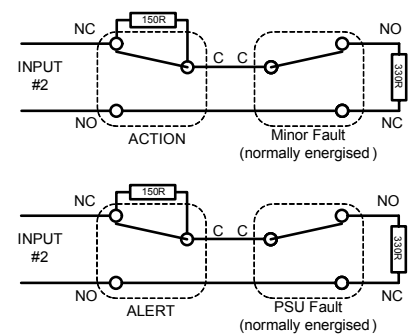 150R
NC
NO
INPUT
#2
C C
330R
NO
NC
ACTION
Minor Fault
(normally energised)
150R
NC
NO
INPUT
#2
C C
330R
NO
NC
ALERT
PSU Fault
(normally energised)